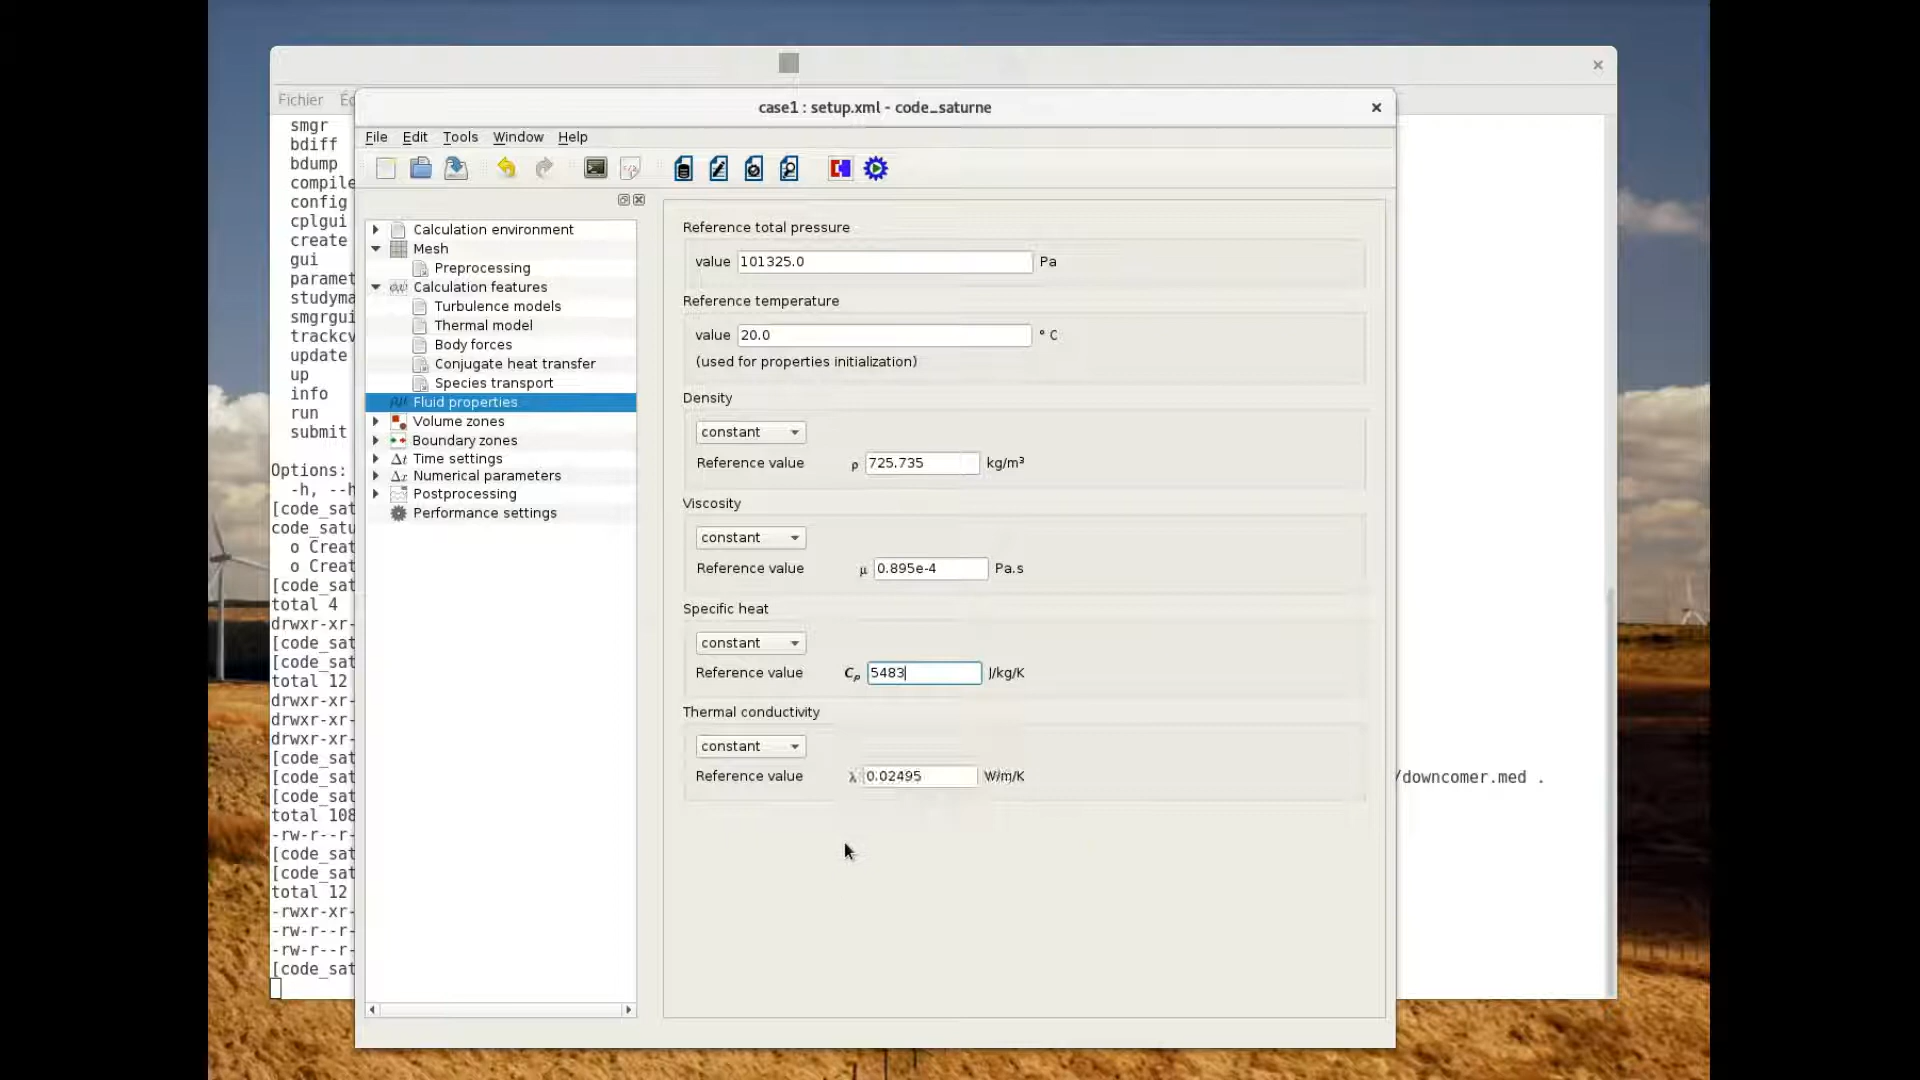 Fichier
case1 : setup.xml - code_saturne
File Edit Tools Window Help
smgr
bdiff
bdump
compile
config
cplgui
create
gui
paramet
studyma
smgrgui
trackcv
update
up
info
run
submit
Options:
-h, --h
[code_sat
code_satu
o Creat
o Creat
[code_sat
total 4
drwxr-xr-
[code_sat
[code_sat
total 12
drwxr-xr-
drwxr-xr-
drwxr-xr-
[code_sat
[code_sat
[code_sat
total 108
-rw-r--r-
[code_sat
[code_sat
total 12
-rwxr-xr-
-rw-r--r-
-rw-r--r-
[code_sat
/downcomer.med .
Calculation environment
Mesh
Preprocessing
Calculation features
Turbulence models
Thermal model
Body forces
Conjugate heat transfer
Species transport
Fluid properties
Volume zones
Boundary zones
Δt Time settings
Δx Numerical parameters
Postprocessing
Performance settings
Reference total pressure
value 101325.0 Pa
Reference temperature
value 20.0 ° C
(used for properties initialization)
Density
constant
Reference value ρ 725.735 kg/m³
Viscosity
constant
Reference value μ 0.895e-4 Pa.s
Specific heat
constant
Reference value Cp 5483 J/kg/K
Thermal conductivity
constant
Reference value λ 0.02495 W/m/K